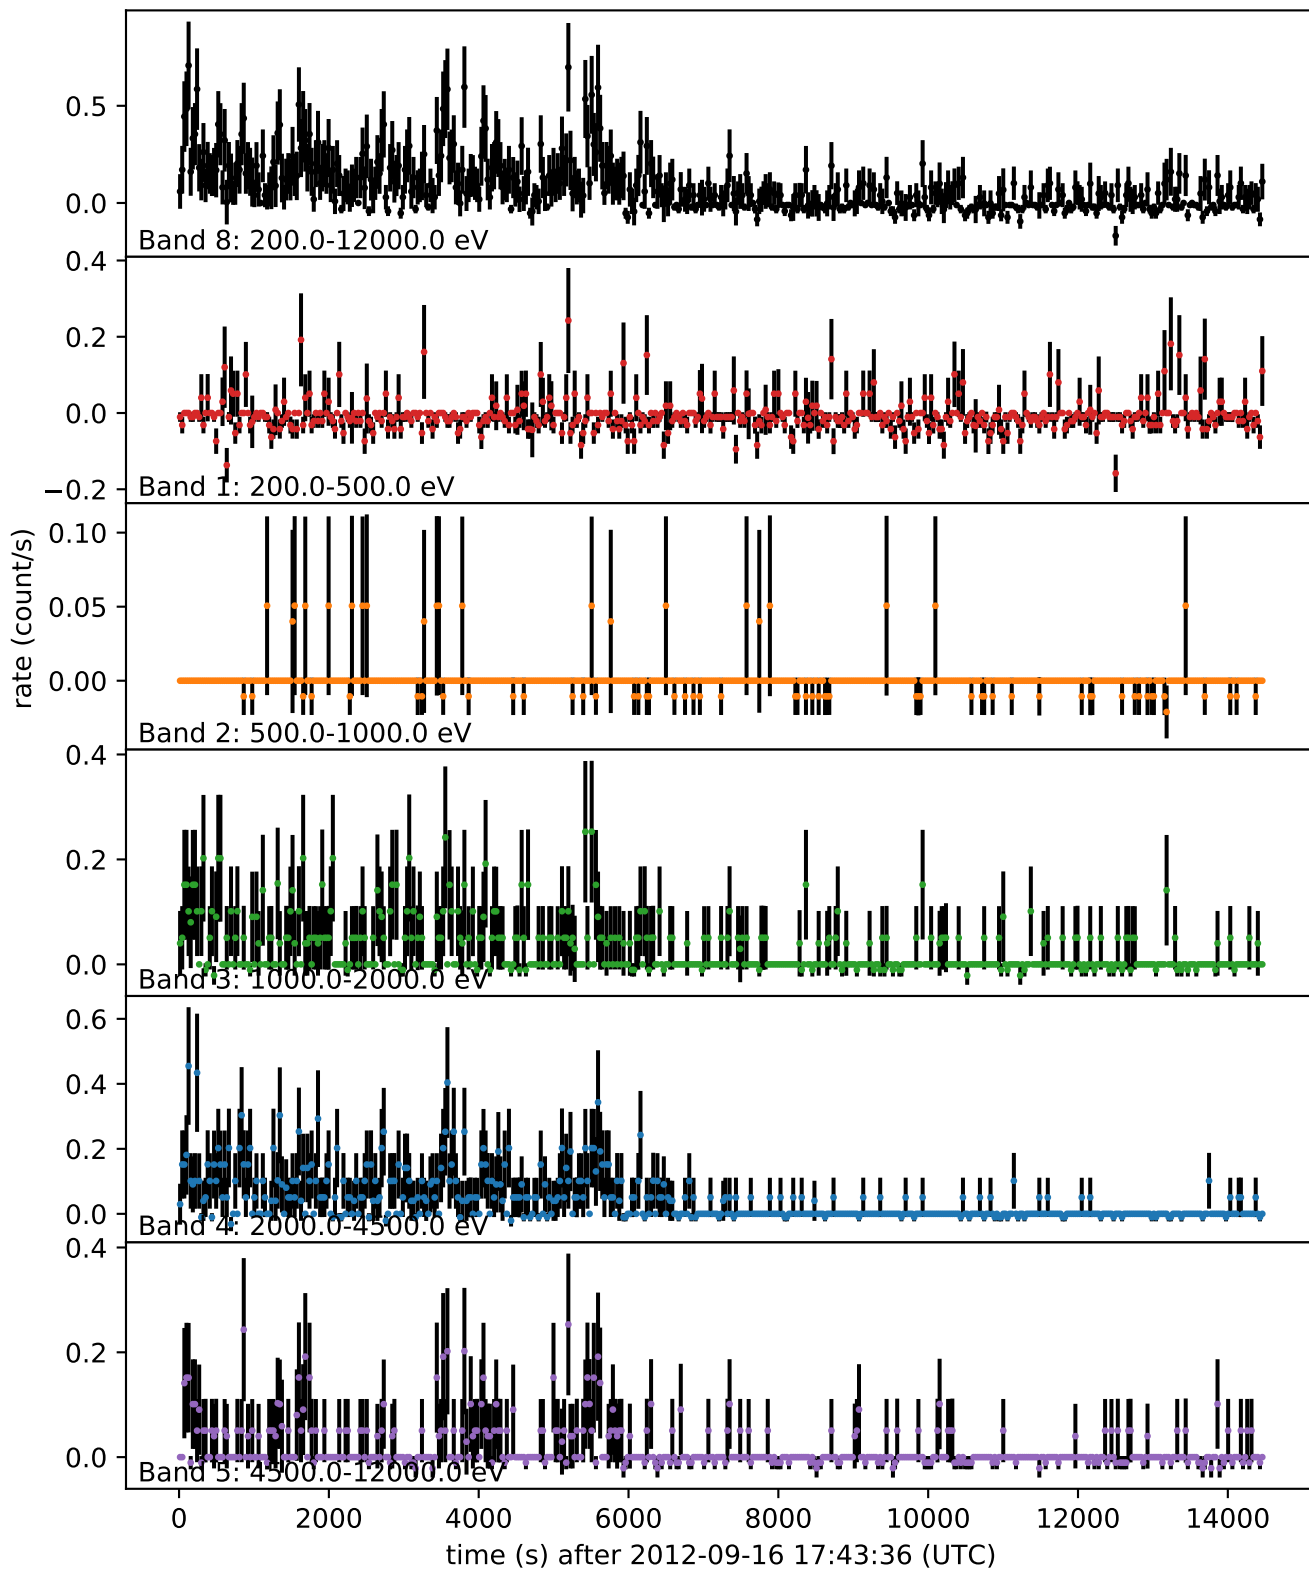 0.5
0.0
Band 8: 200.0-12000.0 eV
0.4
0.2
0.0
−0.2
Band 1: 200.0-500.0 eV
0.10
0.05
0.00
Band 2: 500.0-1000.0 eV
rate (count/s)
0.4
0.2
0.0
Band 3: 1000.0-2000.0 eV
0.6
0.4
0.2
0.0
Band 4: 2000.0-4500.0 eV
0.4
0.2
0.0
Band 5: 4500.0-12000.0 eV
0 2000 4000 6000 8000 10000 12000 14000
time (s) after 2012-09-16 17:43:36 (UTC)